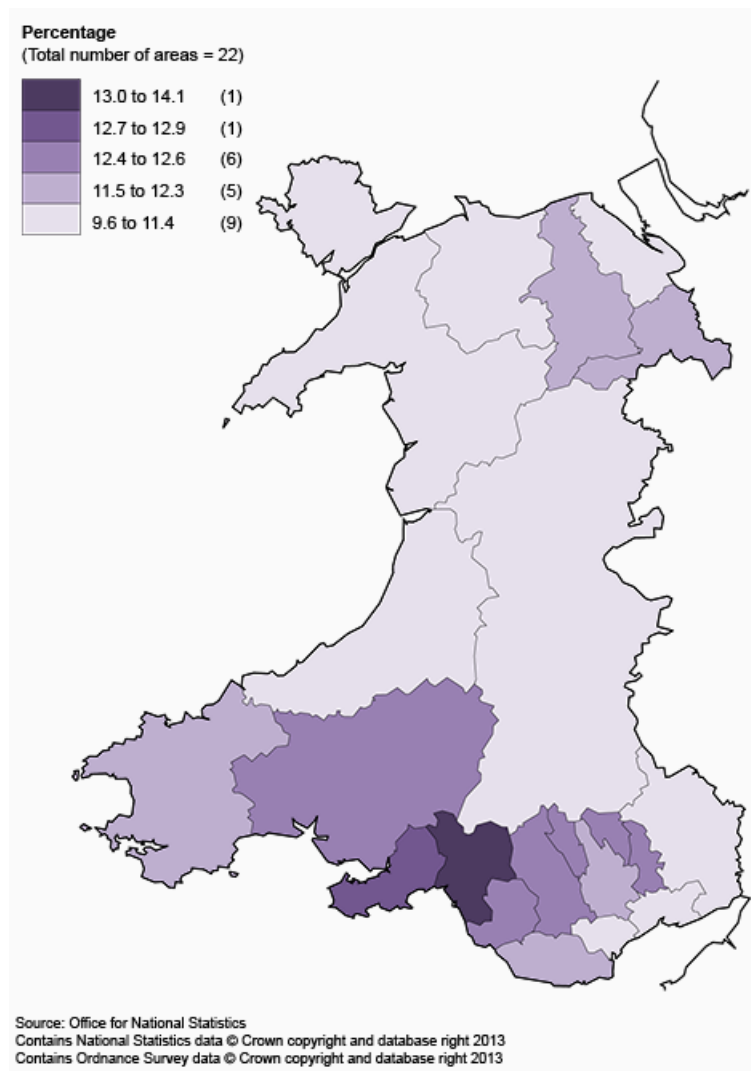 Percentage
(Total number of areas = 22)
13.0 to 14.1 (1)
12.7 to 12.9 (1)
12.4 to 12.6 (6)
11.5 to 12.3 (5)
9.6 to 11.4 (9)
Source: Office for National Statistics
Contains National Statistics data © Crown copyright and database right 2013
Contains Ordnance Survey data © Crown copyright and database right 2013